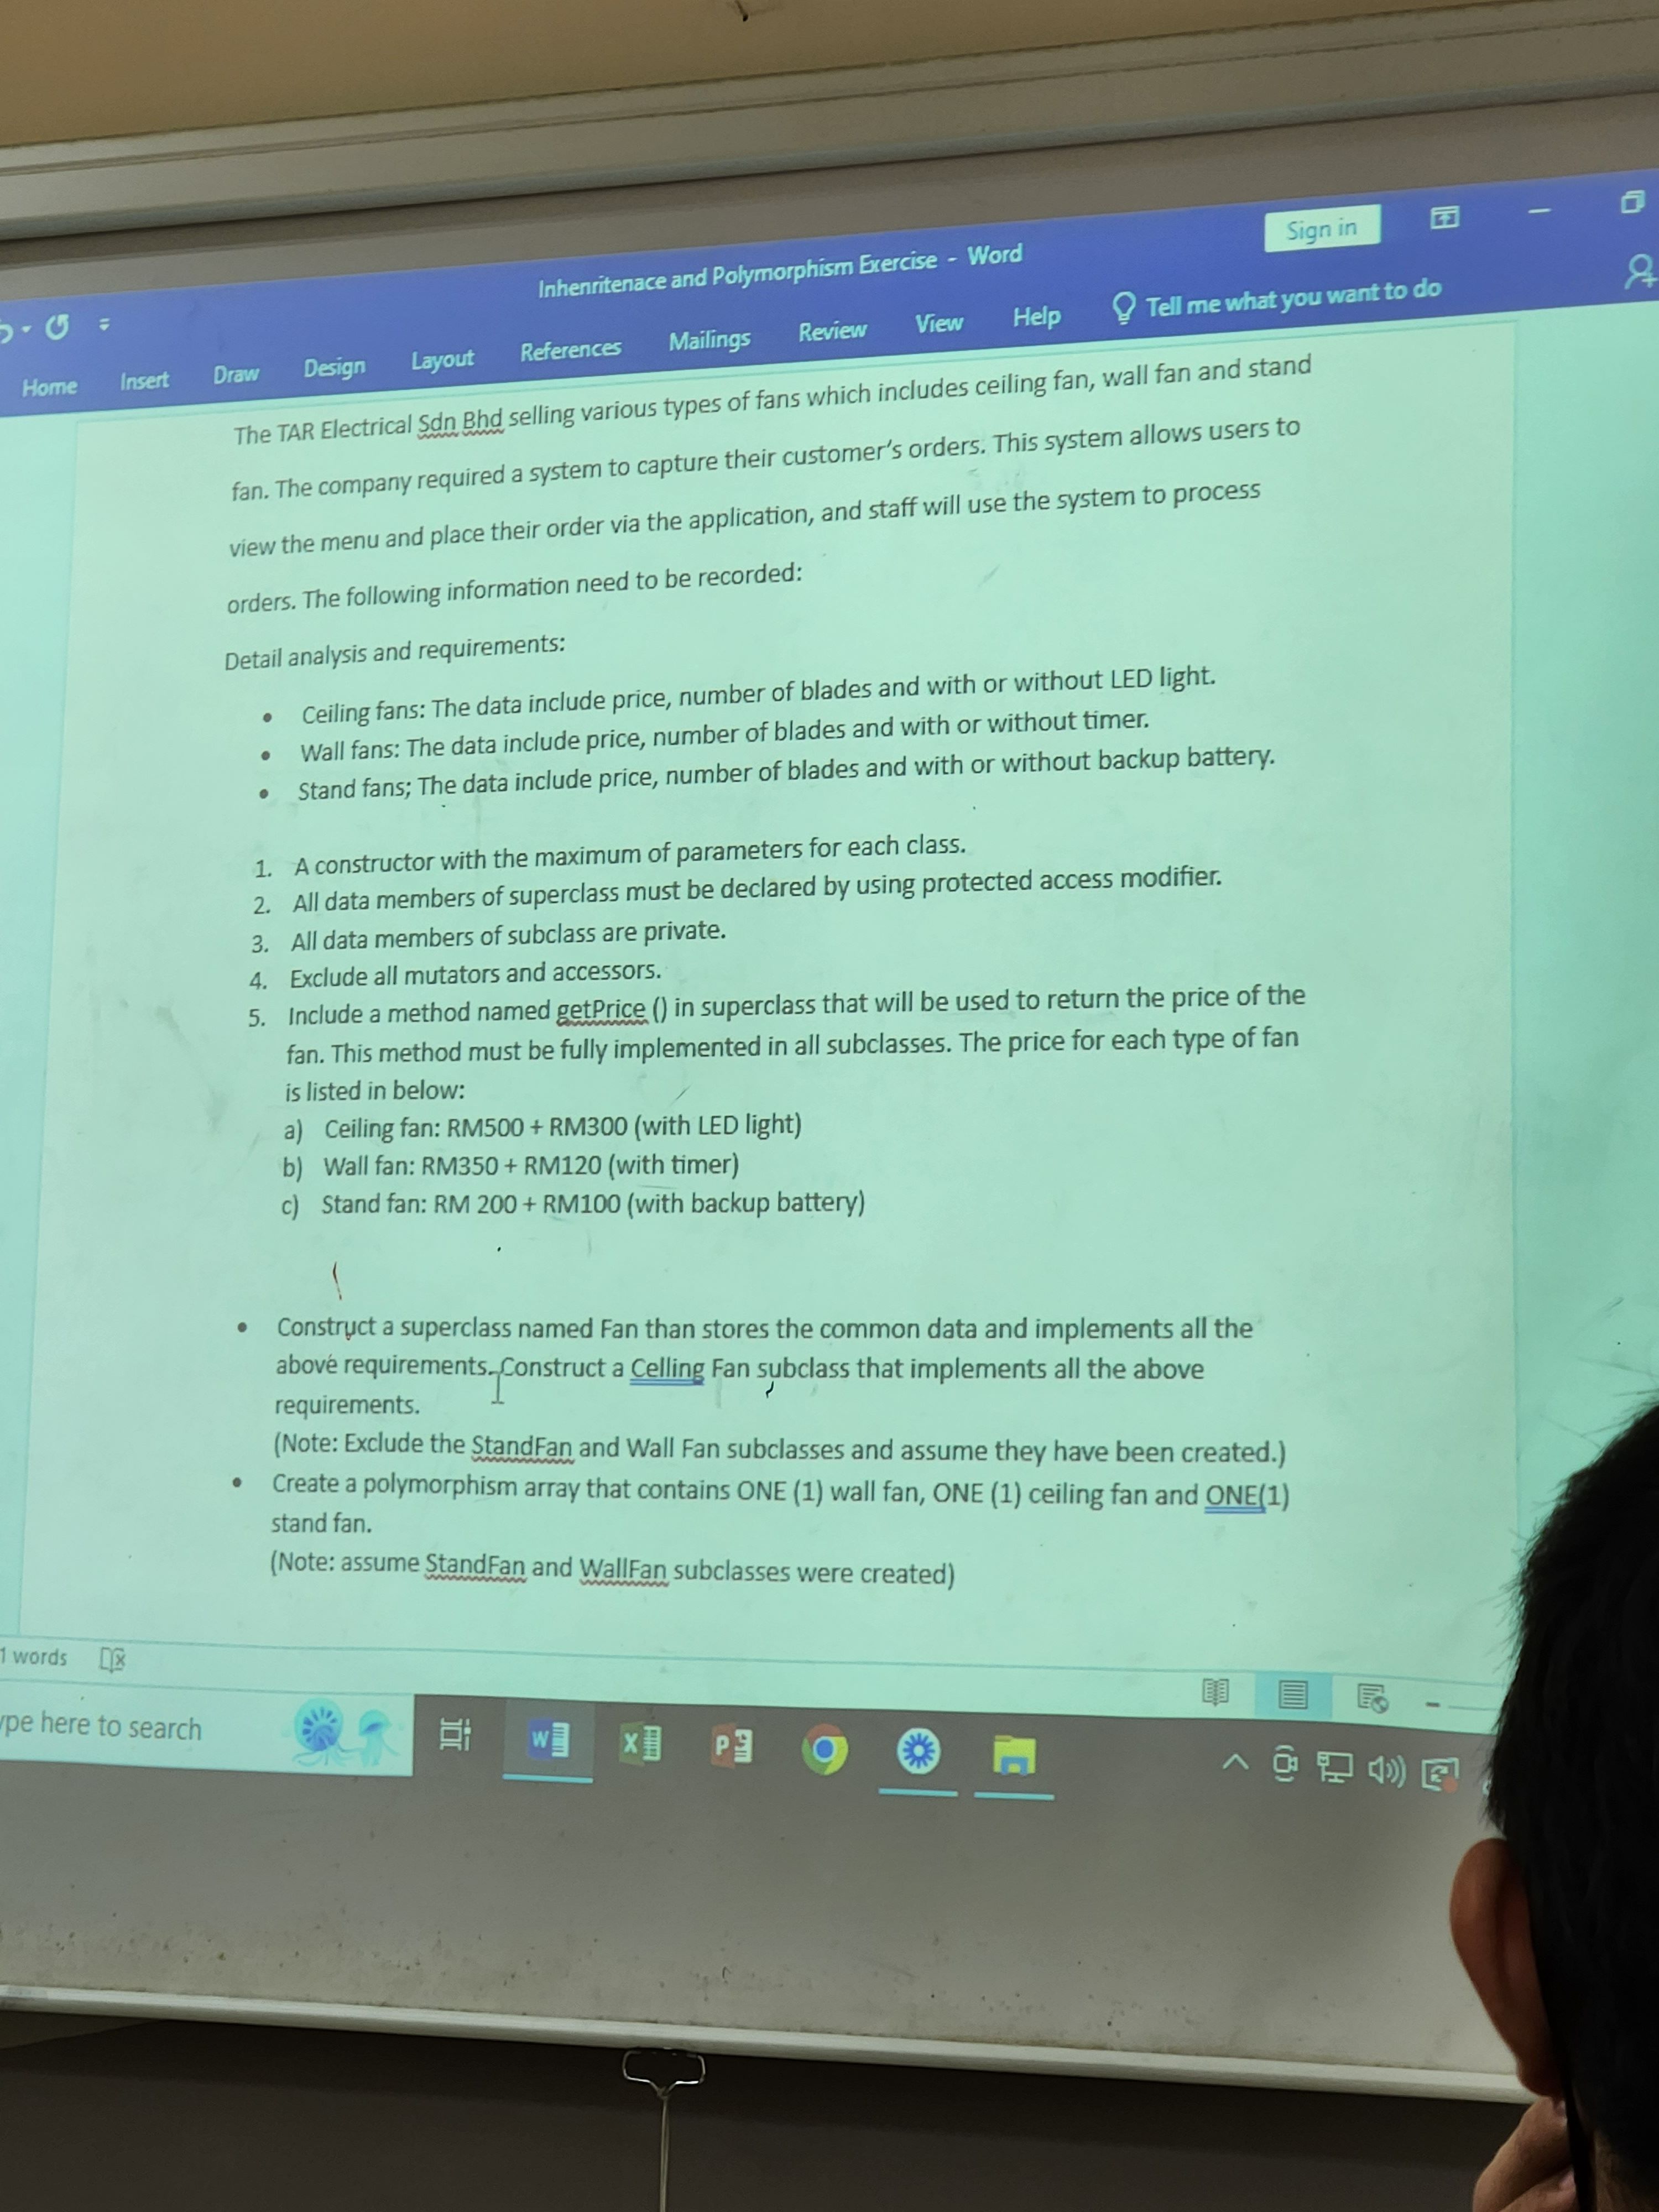 Inhenritenace and Polymorphism Exercise - Word
Sign in
Home Insert Draw Design Layout References Mailings Review View Help Tell me what you want to do
The TAR Electrical Sdn Bhd selling various types of fans which includes ceiling fan, wall fan and stand
fan. The company required a system to capture their customer's orders. This system allows users to
view the menu and place their order via the application, and staff will use the system to process
orders. The following information need to be recorded:
Detail analysis and requirements:
• Ceiling fans: The data include price, number of blades and with or without LED light.
• Wall fans: The data include price, number of blades and with or without timer.
• Stand fans; The data include price, number of blades and with or without backup battery.
1. A constructor with the maximum of parameters for each class.
2. All data members of superclass must be declared by using protected access modifier.
3. All data members of subclass are private.
4. Exclude all mutators and accessors.
5. Include a method named getPrice () in superclass that will be used to return the price of the
fan. This method must be fully implemented in all subclasses. The price for each type of fan
is listed in below:
a) Ceiling fan: RM500 + RM300 (with LED light)
b) Wall fan: RM350 + RM120 (with timer)
c) Stand fan: RM 200 + RM100 (with backup battery)
• Construct a superclass named Fan than stores the common data and implements all the
above requirements. Construct a Celling Fan subclass that implements all the above
requirements.
(Note: Exclude the StandFan and Wall Fan subclasses and assume they have been created.)
• Create a polymorphism array that contains ONE (1) wall fan, ONE (1) ceiling fan and ONE(1)
stand fan.
(Note: assume StandFan and WallFan subclasses were created)
1 words
ype here to search